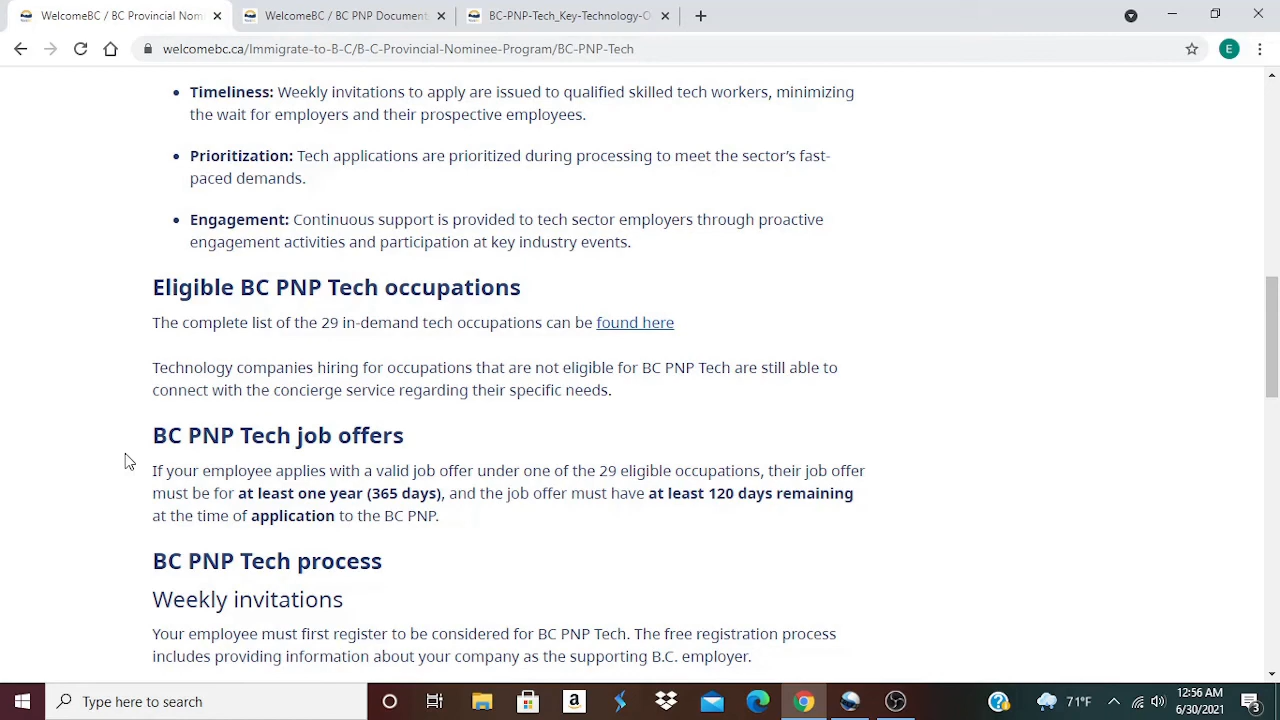 WelcomeBC / BC Provincial Nom
WelcomeBC / BC PNP Document
BC-PNP-Tech_Key-Technology-O
welcomebc.ca/Immigrate-to-B-C/B-C-Provincial-Nominee-Program/BC-PNP-Tech
E
• Timeliness: Weekly invitations to apply are issued to qualified skilled tech workers, minimizing
the wait for employers and their prospective employees.
• Prioritization: Tech applications are prioritized during processing to meet the sector’s fast-
paced demands.
• Engagement: Continuous support is provided to tech sector employers through proactive
engagement activities and participation at key industry events.
Eligible BC PNP Tech occupations
The complete list of the 29 in-demand tech occupations can be found here
Technology companies hiring for occupations that are not eligible for BC PNP Tech are still able to
connect with the concierge service regarding their specific needs.
BC PNP Tech job offers
If your employee applies with a valid job offer under one of the 29 eligible occupations, their job offer
must be for at least one year (365 days), and the job offer must have at least 120 days remaining
at the time of application to the BC PNP.
BC PNP Tech process
Weekly invitations
Your employee must first register to be considered for BC PNP Tech. The free registration process
includes providing information about your company as the supporting B.C. employer.
Type here to search
a
71°F
12:56 AM
6/30/2021
3